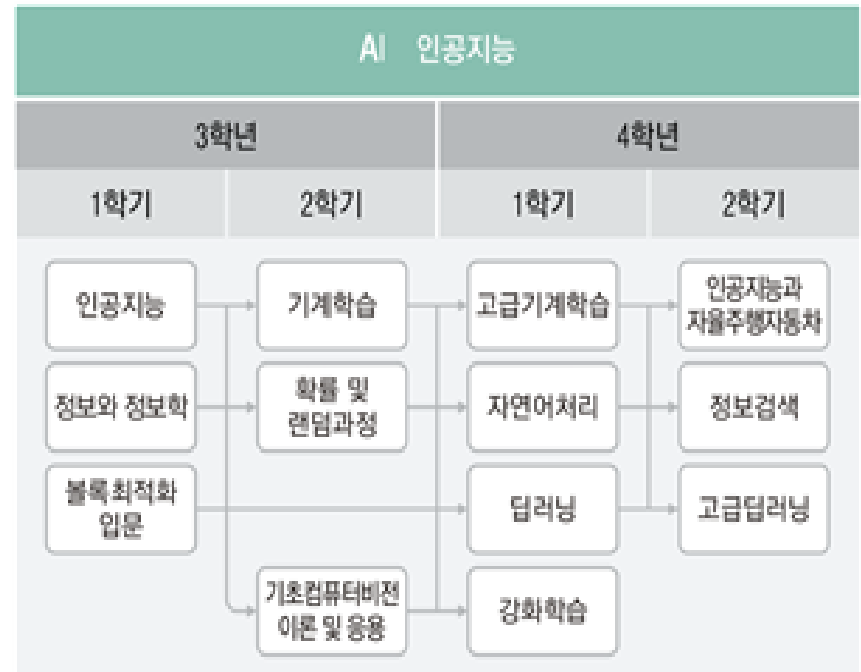 AI 인공지능
3학년 4학년
1학기 2학기 1학기 2학기
인공지능 기계학습 고급기계학습 인공지능과
자율주행자동차
정보와 정보학 확률 및
랜덤과정
자연어처리 정보검색
볼록최적화
입문
딥러닝 고급딥러닝
기초컴퓨터비전
이론 및 응용
강화학습